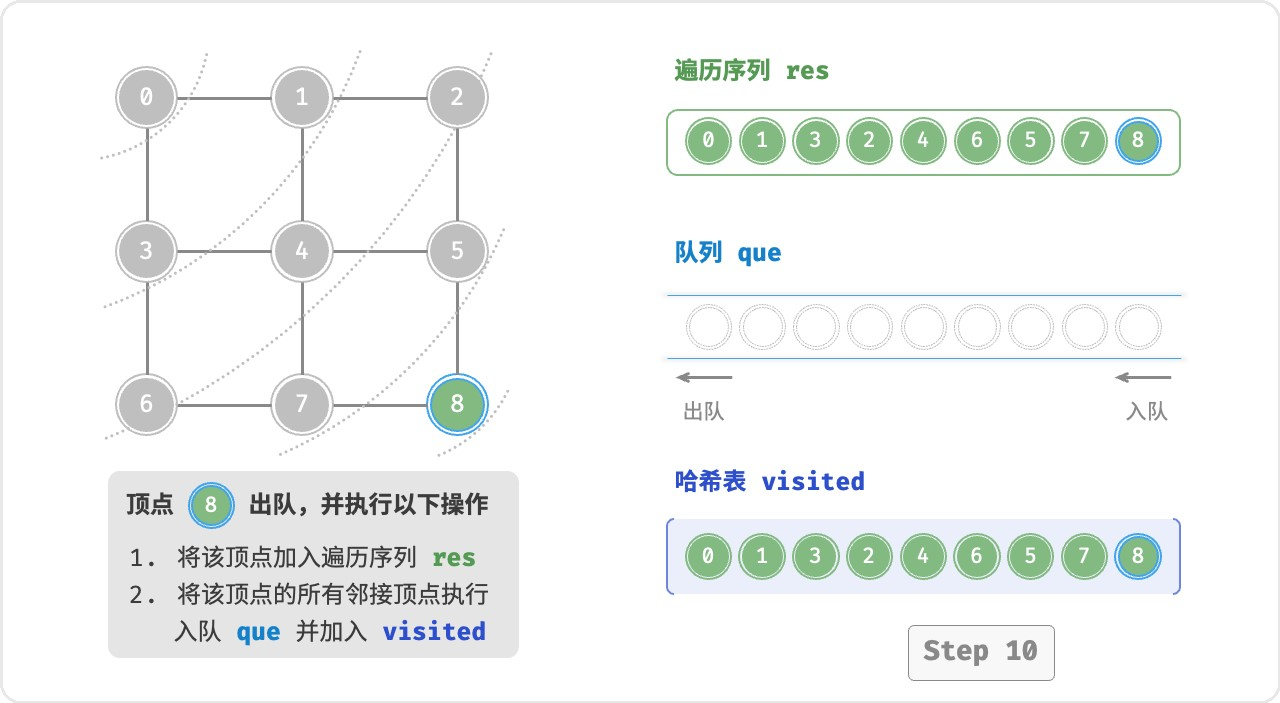 0 1 2
3 4 5
6 7 8
顶点 8 出队，并执行以下操作
1. 将该顶点加入遍历序列 res
2. 将该顶点的所有邻接顶点执行
入队 que 并加入 visited
遍历序列 res
0 1 3 2 4 6 5 7 8
队列 que
出队 入队
哈希表 visited
0 1 3 2 4 6 5 7 8
Step 10